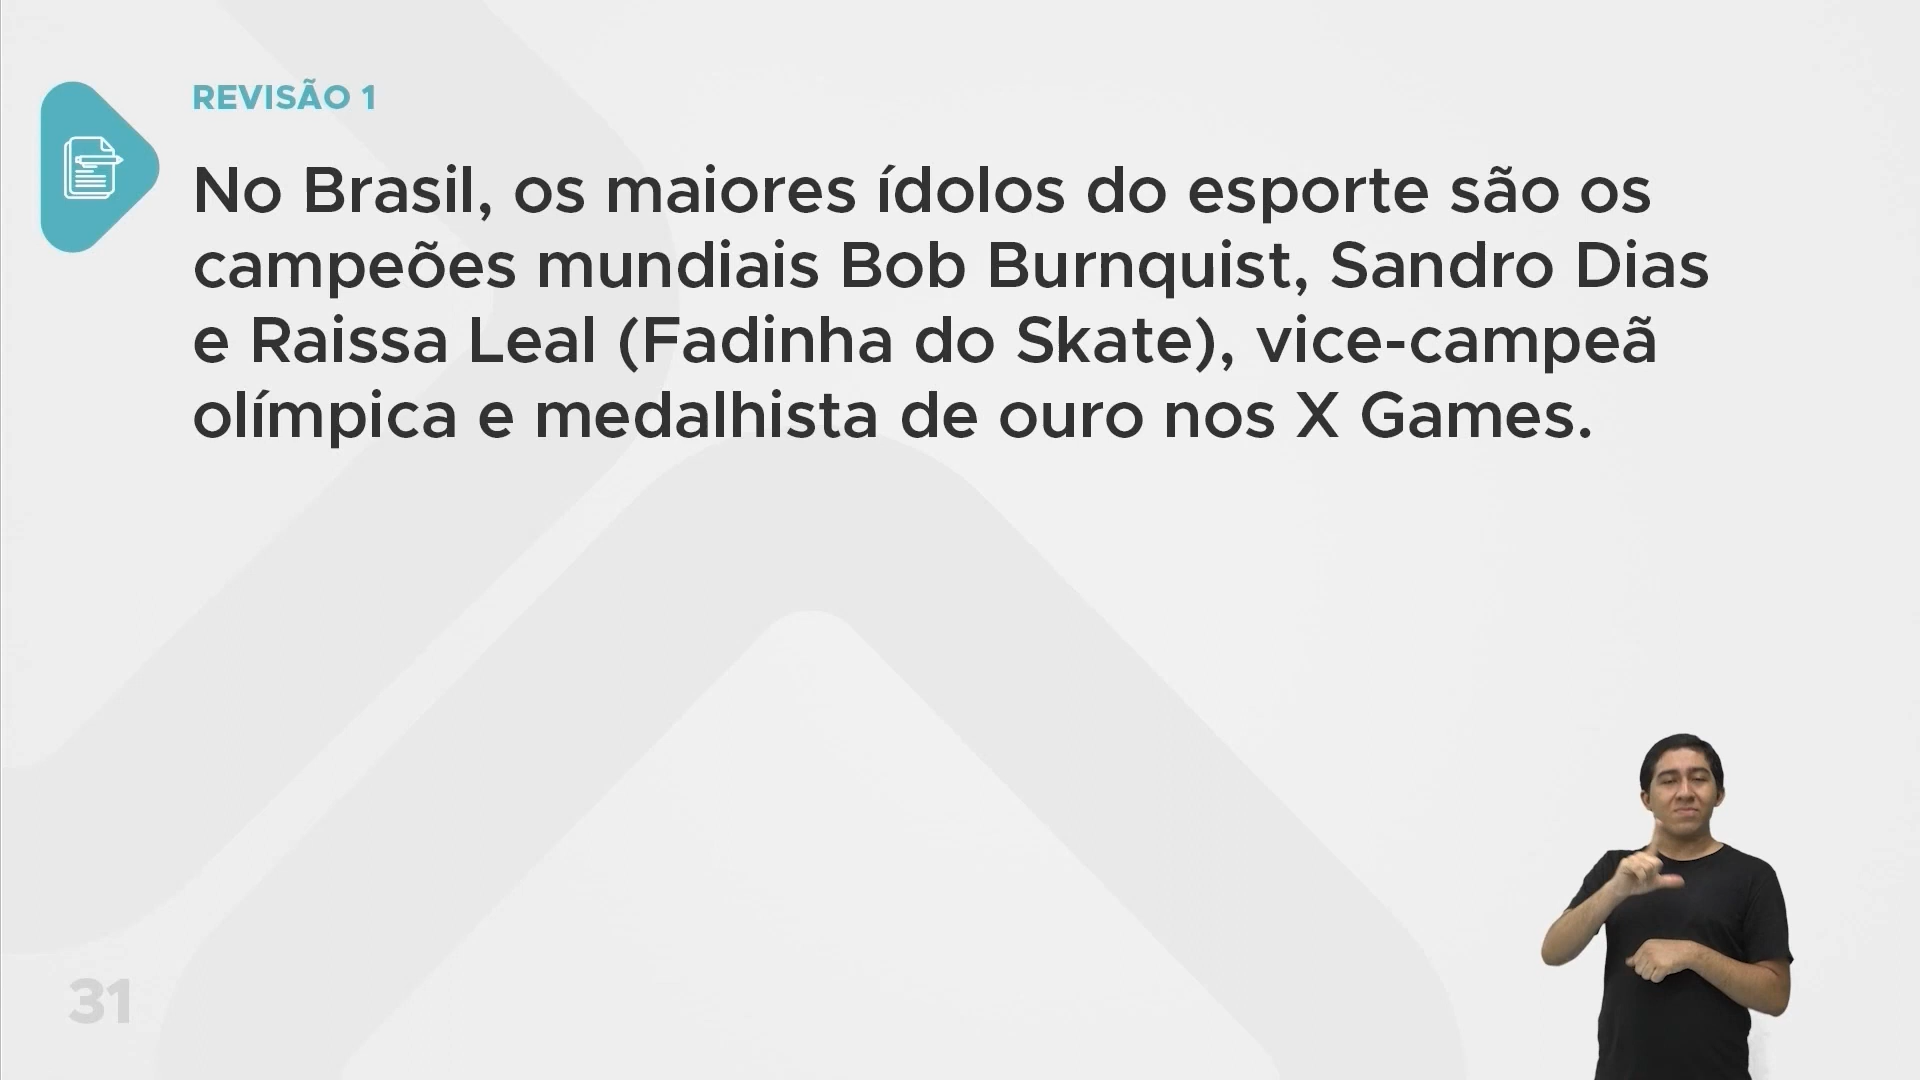 REVISÃO 1
No Brasil, os maiores ídolos do esporte são os
campeões mundiais Bob Burnquist, Sandro Dias
e Raissa Leal (Fadinha do Skate), vice-campeã
olímpica e medalhista de ouro nos X Games.
31